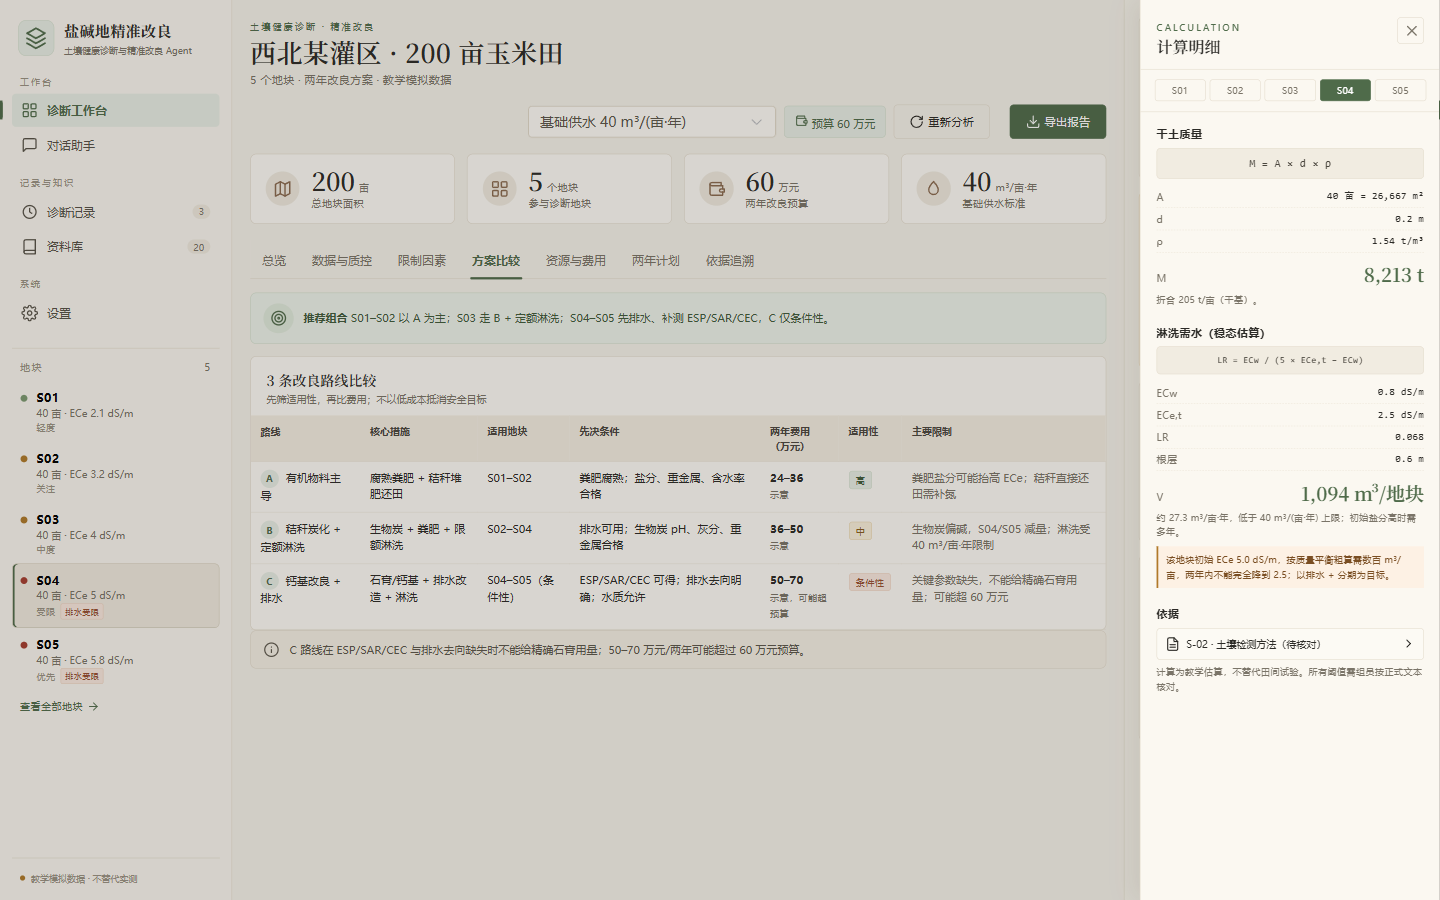 盐碱地精准改良
土壤健康诊断与精准改良 Agent
工作台
诊断工作台
对话助手
记录与知识
诊断记录 3
资料库 20
系统
设置
地块 5
S01
40 亩 · ECe 2.1 dS/m
轻度
S02
40 亩 · ECe 3.2 dS/m
关注
S03
40 亩 · ECe 4 dS/m
中度
S04
40 亩 · ECe 5 dS/m
受限 排水受限
S05
40 亩 · ECe 5.8 dS/m
优先 排水受限
查看全部地块 →
教学模拟数据 · 不替代实测
土壤健康诊断 · 精准改良
西北某灌区 · 200 亩玉米田
5 个地块 · 两年改良方案 · 教学模拟数据
基础供水 40 m³/(亩·年)
预算 60 万元
重新分析
导出报告
200 亩
总地块面积
5 个地块
参与诊断地块
60 万元
两年改良预算
40 m³/亩·年
基础供水标准
总览 数据与质控 限制因素 方案比较 资源与费用 两年计划 依据追溯
推荐组合 S01–S02 以 A 为主；S03 走 B + 定额淋洗；S04–S05 先排水、补测 ESP/SAR/CEC，C 仅条件性。
3 条改良路线比较
先筛适用性，再比费用；不以低成本抵消安全目标
路线 核心措施 适用地块 先决条件 两年费用（万元） 适用性 主要限制
A 有机物料主导
腐熟粪肥 + 秸秆堆肥还田
S01–S02
粪肥腐熟；盐分、重金属、含水率合格
24–36
示意
高
粪肥盐分可能抬高 ECe；秸秆直接还田需补氮
B 秸秆炭化 + 定额淋洗
生物炭 + 粪肥 + 限额淋洗
S02–S04
排水可用；生物炭 pH、灰分、重金属合格
36–50
示意
中
生物炭偏碱，S04/S05 减量；淋洗受 40 m³/亩·年限制
C 钙基改良 + 排水
石膏/钙基 + 排水改造 + 淋洗
S04–S05（条件性）
ESP/SAR/CEC 可得；排水去向明确；水质允许
50–70
示意，可能超预算
条件性
关键参数缺失，不能给精确石膏用量；可能超 60 万元
C 路线在 ESP/SAR/CEC 与排水去向缺失时不能给精确石膏用量；50–70 万元/两年可能超过 60 万元预算。
CALCULATION
计算明细
S01 S02 S03 S04 S05
干土质量
M = A × d × ρ
A 40 亩 = 26,667 m²
d 0.2 m
ρ 1.54 t/m³
M 8,213 t
折合 205 t/亩（干基）。
淋洗需水（稳态估算）
LR = ECw / (5 × ECe,t − ECw)
ECw 0.8 dS/m
ECe,t 2.5 dS/m
LR 0.068
根层 0.6 m
V 1,094 m³/地块
约 27.3 m³/亩·年，低于 40 m³/(亩·年) 上限；初始盐分高时需
多年。
该地块初始 ECe 5.0 dS/m，按质量平衡粗算需数百 m³/
亩，两年内不能完全降到 2.5；以排水 + 分期为目标。
依据
S-02 · 土壤检测方法（待核对）
计算为教学估算，不替代田间试验。所有阈值需组员按正式文本
核对。